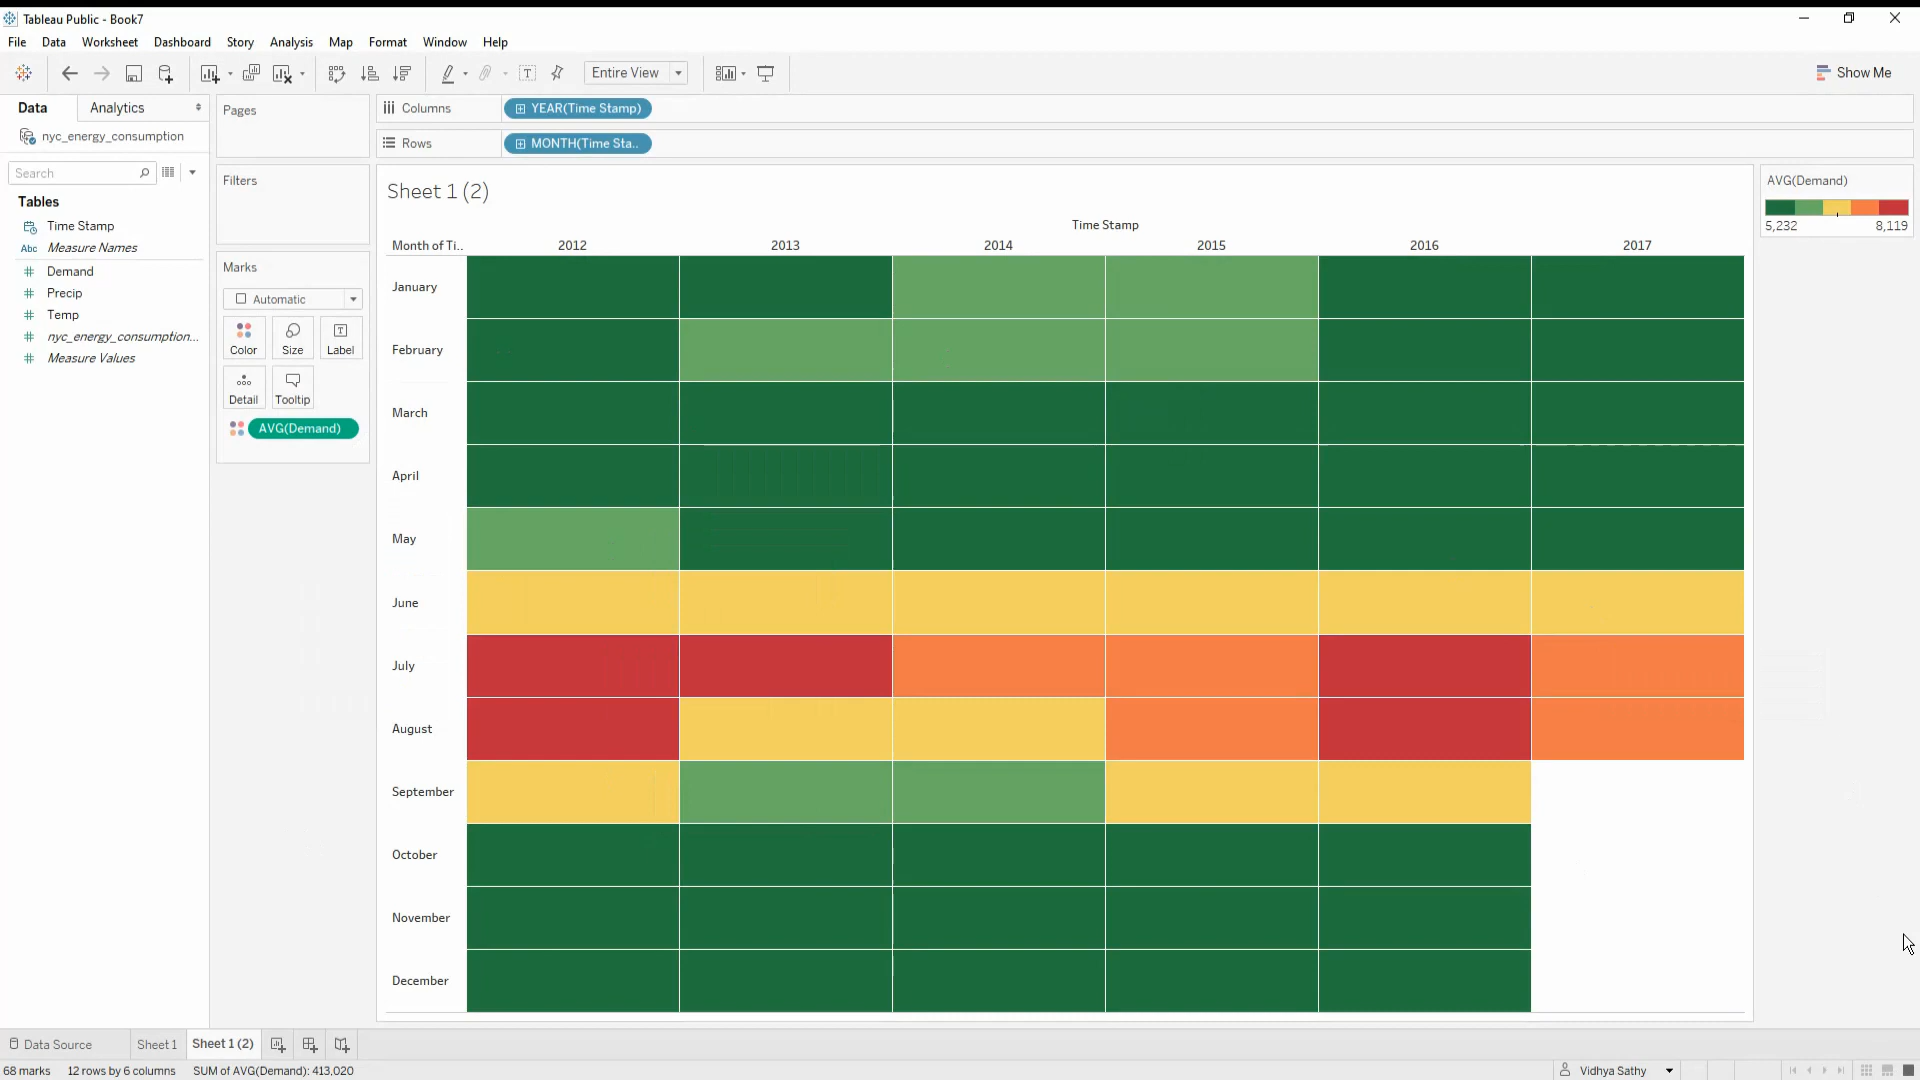 Tableau Public - Book7
File Data Worksheet Dashboard Story Analysis Map Format Window Help
Entire View
Show Me
Data Analytics
Pages
Columns YEAR(Time Stamp)
nyc_energy_consumption
Rows MONTH(Time Sta..
Search
Filters
Sheet 1 (2)
AVG(Demand)
5,232 8,119
Tables
Time Stamp
Abc Measure Names
Demand
Precip
Temp
nyc_energy_consumption...
Measure Values
Marks
Automatic
Color Size Label
Detail Tooltip
AVG(Demand)
Time Stamp
Month of Ti.. 2012 2013 2014 2015 2016 2017
January
February
March
April
May
June
July
August
September
October
November
December
Data Source Sheet 1 Sheet 1 (2)
68 marks 12 rows by 6 columns SUM of AVG(Demand): 413,020 Vidhya Sathy